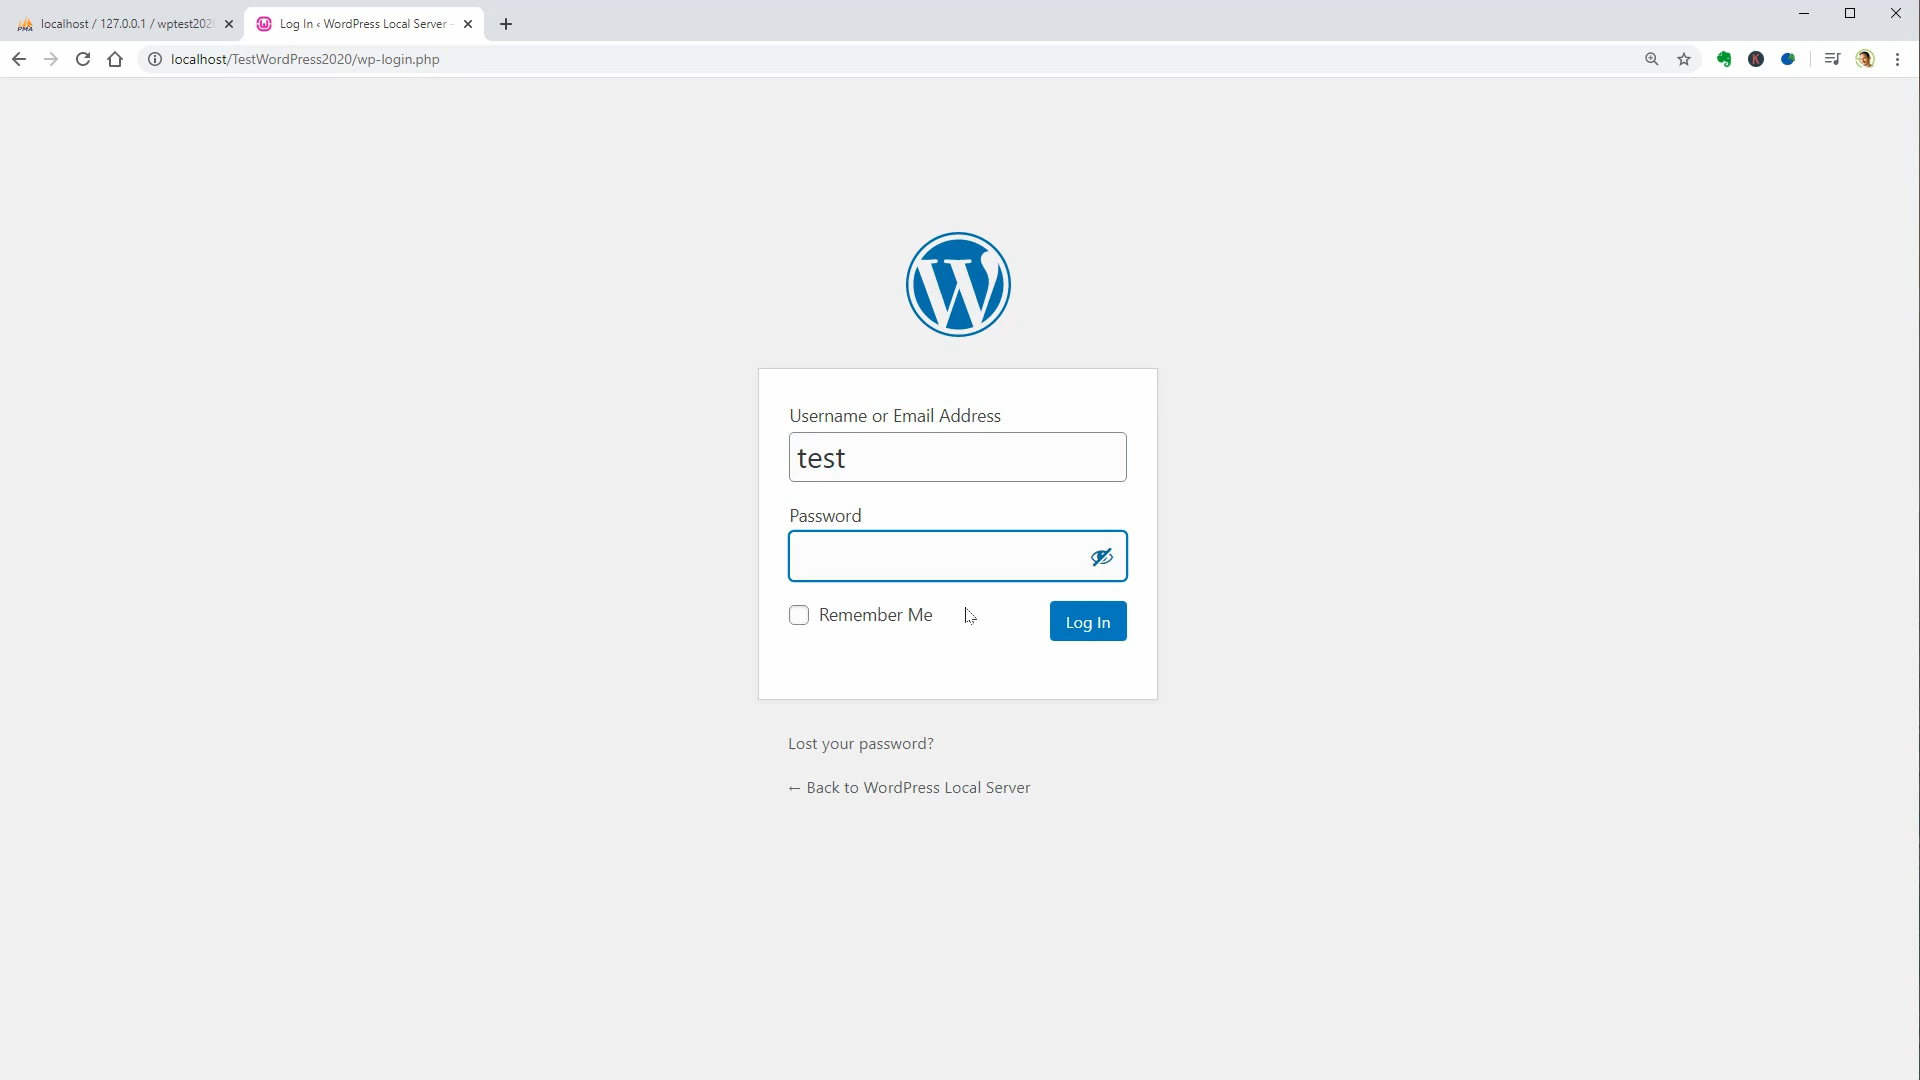 localhost / 127.0.0.1 / wptest202
Log In ‹ WordPress Local Server -
localhost/TestWordPress2020/wp-login.php
Username or Email Address
test
Password
Remember Me
Log In
Lost your password?
← Back to WordPress Local Server